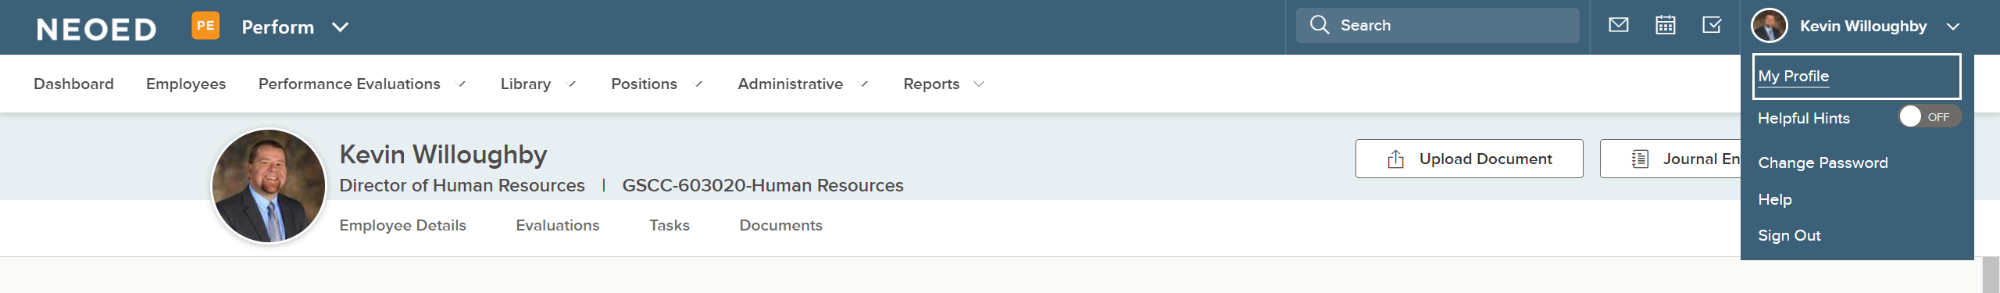 NEOED PE Perform Search Kevin Willoughby
My Profile
Dashboard Employees Performance Evaluations Library Positions Administrative Reports
Helpful Hints OFF
Kevin Willoughby
Upload Document Journal En
Change Password
Director of Human Resources | GSCC-603020-Human Resources
Help
Employee Details Evaluations Tasks Documents
Sign Out